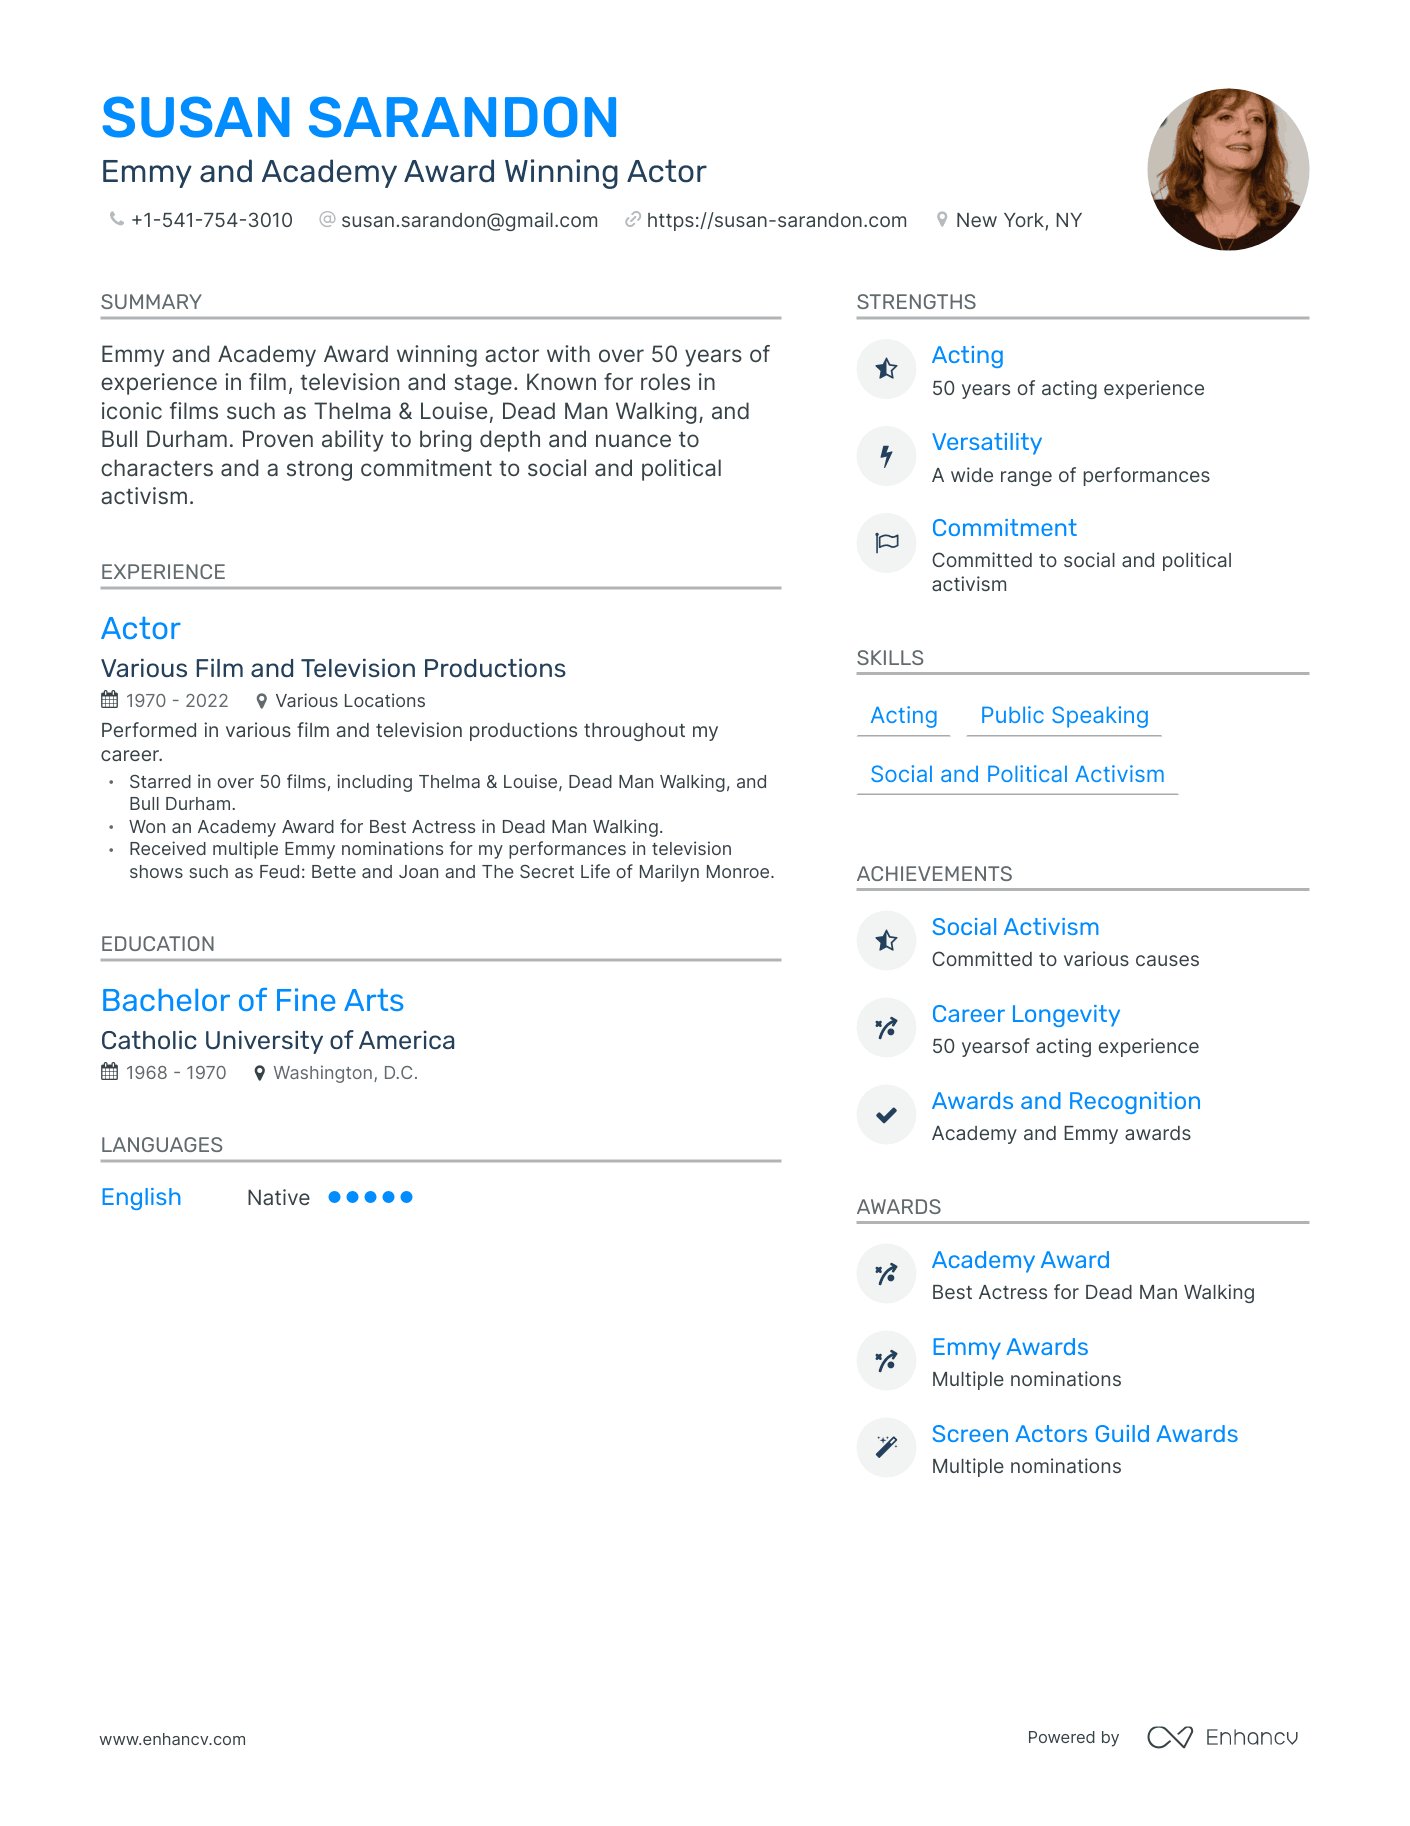 SUSAN SARANDON
Emmy and Academy Award Winning Actor
+1-541-754-3010 @ susan.sarandon@gmail.com https://susan-sarandon.com New York, NY
SUMMARY
Emmy and Academy Award winning actor with over 50 years of
experience in film, television and stage. Known for roles in
iconic films such as Thelma & Louise, Dead Man Walking, and
Bull Durham. Proven ability to bring depth and nuance to
characters and a strong commitment to social and political
activism.
EXPERIENCE
Actor
Various Film and Television Productions
1970 - 2022 Various Locations
Performed in various film and television productions throughout my
career.
• Starred in over 50 films, including Thelma & Louise, Dead Man Walking, and
Bull Durham.
• Won an Academy Award for Best Actress in Dead Man Walking.
• Received multiple Emmy nominations for my performances in television
shows such as Feud: Bette and Joan and The Secret Life of Marilyn Monroe.
EDUCATION
Bachelor of Fine Arts
Catholic University of America
1968 - 1970 Washington, D.C.
LANGUAGES
English Native
STRENGTHS
Acting
50 years of acting experience
Versatility
A wide range of performances
Commitment
Committed to social and political
activism
SKILLS
Acting Public Speaking
Social and Political Activism
ACHIEVEMENTS
Social Activism
Committed to various causes
Career Longevity
50 yearsof acting experience
Awards and Recognition
Academy and Emmy awards
AWARDS
Academy Award
Best Actress for Dead Man Walking
Emmy Awards
Multiple nominations
Screen Actors Guild Awards
Multiple nominations
www.enhancv.com
Powered by Enhancv